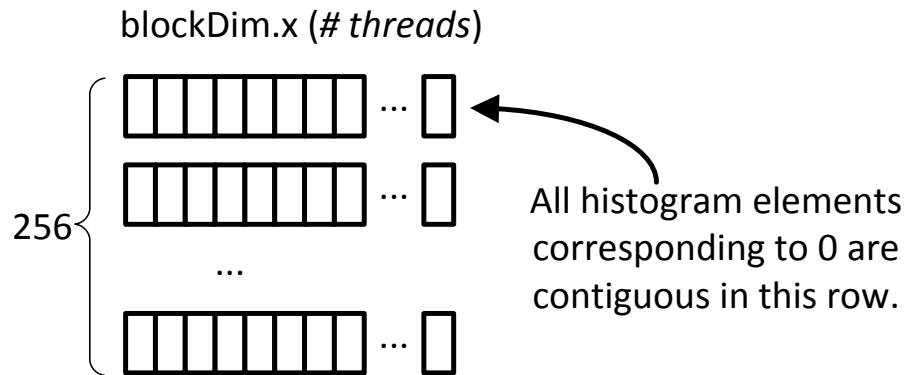 blockDim.x (# threads)
...
256
...
...
...
All histogram elements
corresponding to 0 are
contiguous in this row.